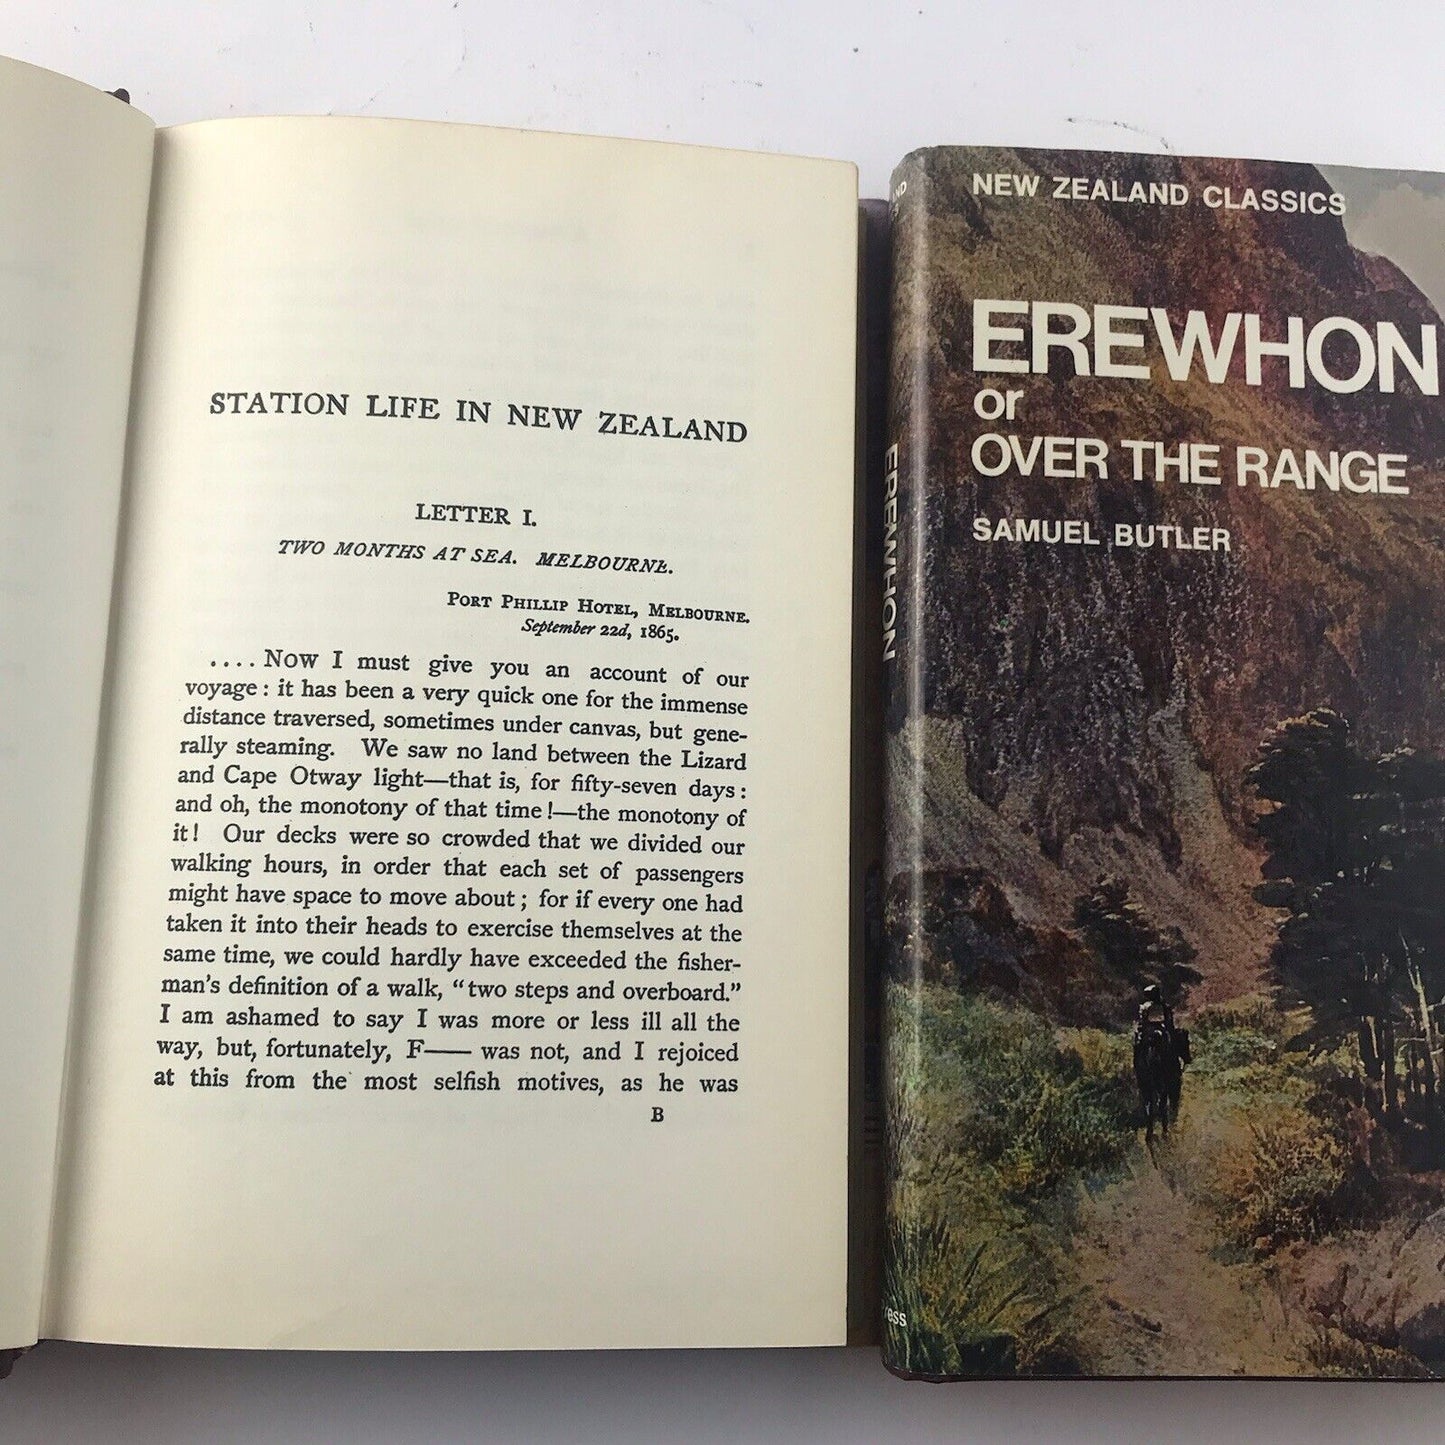 STATION LIFE IN NEW ZEALAND
LETTER I.
TWO MONTHS AT SEA. MELBOURNE.
PORT PHILLIP HOTEL, MELBOURNE.
September 22d, 1865.
.... NOW I must give you an account of our
voyage: it has been a very quick one for the immense
distance traversed, sometimes under canvas, but gene-
rally steaming. We saw no land between the Lizard
and Cape Otway light—that is, for fifty-seven days:
and oh, the monotony of that time!—the monotony of
it! Our decks were so crowded that we divided our
walking hours, in order that each set of passengers
might have space to move about; for if every one had
taken it into their heads to exercise themselves at the
same time, we could hardly have exceeded the fisher-
man's definition of a walk, "two steps and overboard."
I am ashamed to say I was more or less ill all the
way, but, fortunately, F—— was not, and I rejoiced
at this from the most selfish motives, as he was
B
NEW ZEALAND CLASSICS
EREWHON
or
OVER THE RANGE
SAMUEL BUTLER
EREWHON